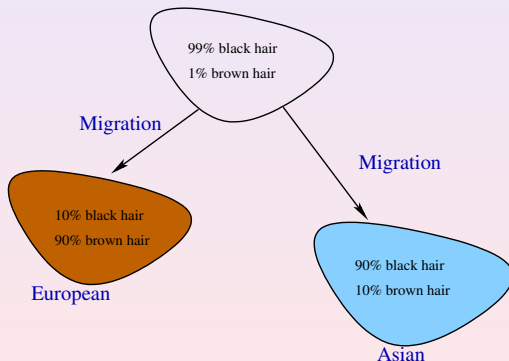 99% black hair
1% brown hair
Migration
Migration
10% black hair
90% brown hair
European
90% black hair
10% brown hair
Asian